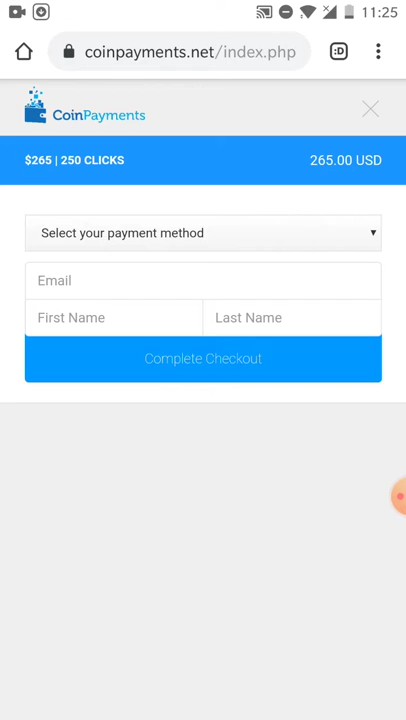 11:25
coinpayments.net/index.php
:D
CoinPayments
$265 | 250 CLICKS 265.00 USD
Select your payment method
Email
First Name Last Name
Complete Checkout